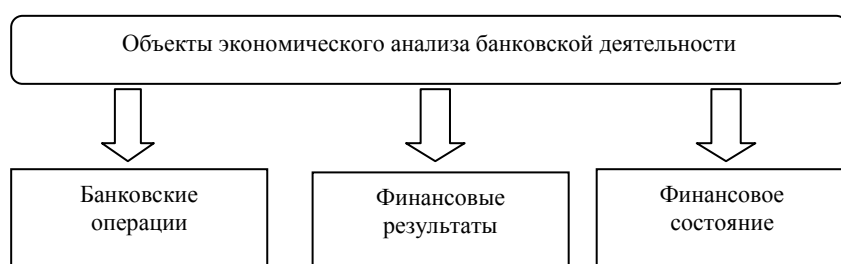 Объекты экономического анализа банковской деятельности
Банковские
операции
Финансовые
результаты
Финансовое
состояние